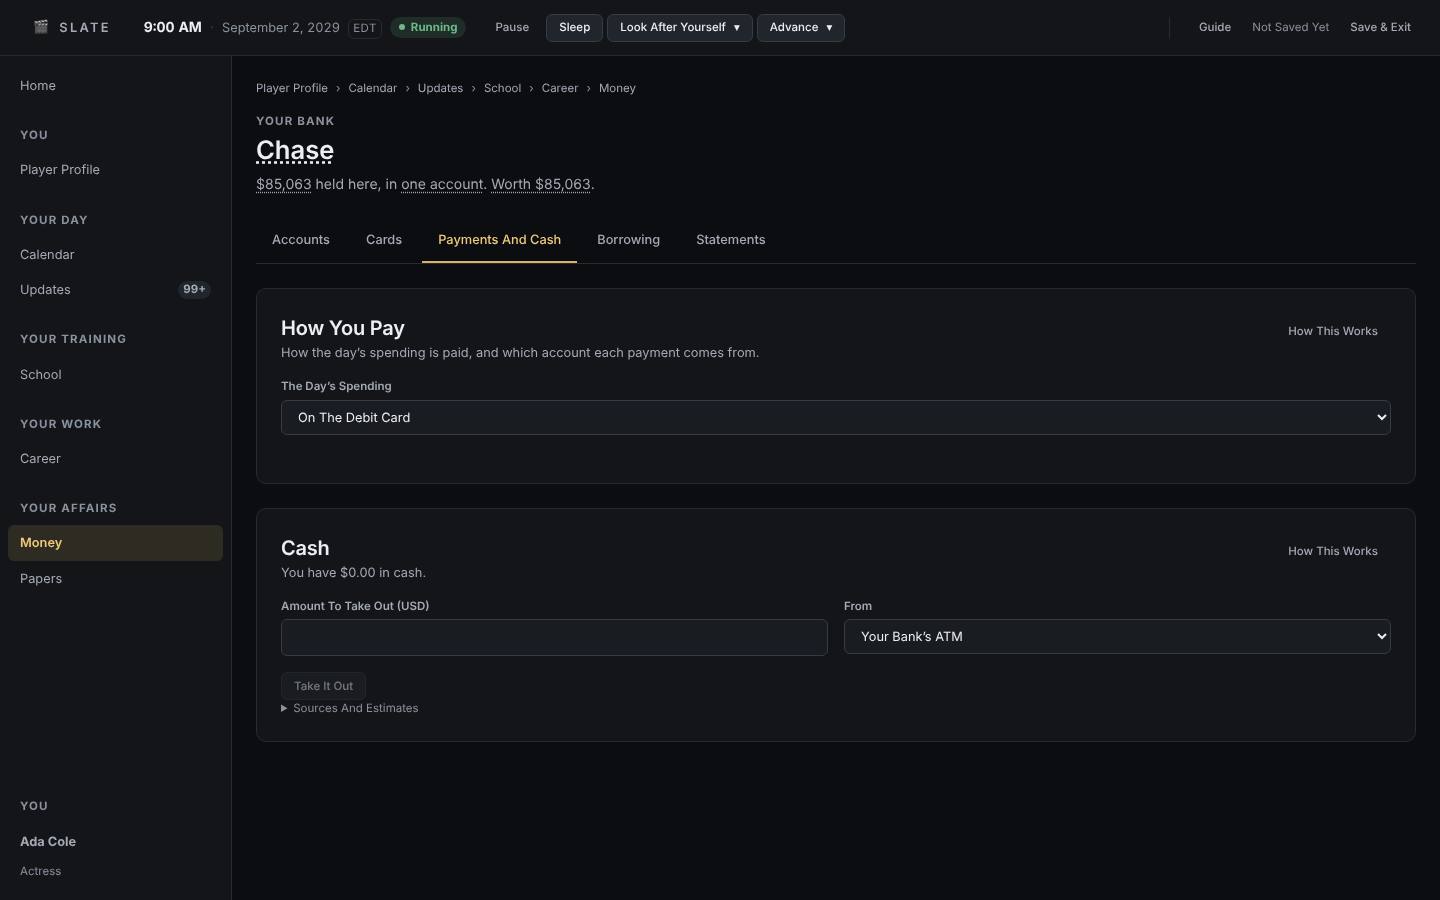 SLATE
9:00 AM · September 2, 2029 EDT Running Pause Sleep Look After Yourself ▾ Advance ▾ Guide Not Saved Yet Save & Exit
Home
YOU
Player Profile
YOUR DAY
Calendar
Updates 99+
YOUR TRAINING
School
YOUR WORK
Career
YOUR AFFAIRS
Money
Papers
YOU
Ada Cole
Actress
Player Profile › Calendar › Updates › School › Career › Money
YOUR BANK
Chase
$85,063 held here, in one account. Worth $85,063.
Accounts Cards Payments And Cash Borrowing Statements
How You Pay
How This Works
How the day’s spending is paid, and which account each payment comes from.
The Day’s Spending
On The Debit Card
Cash
How This Works
You have $0.00 in cash.
Amount To Take Out (USD) From
Your Bank’s ATM
Take It Out
Sources And Estimates